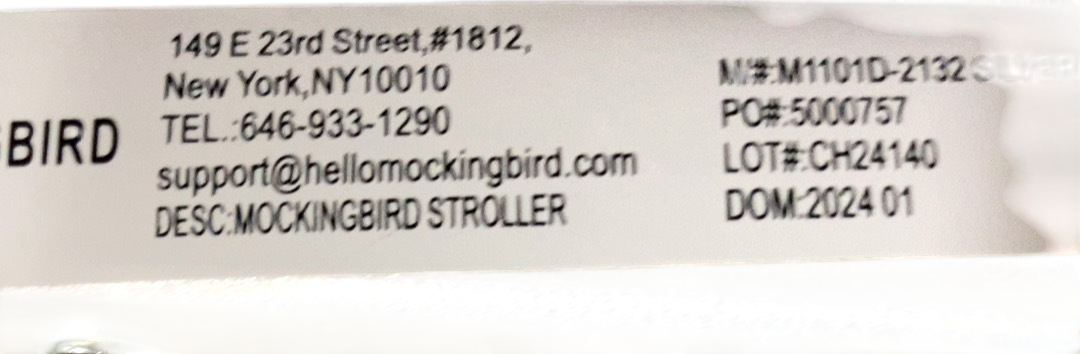 BIRD
149 E 23rd Street,#1812,
New York,NY10010
TEL.:646-933-1290
support@hellomockingbird.com
DESC:MOCKINGBIRD STROLLER
M/#:M1101D-2132 SILVER
PO#:5000757
LOT#:CH24140
DOM:2024 01